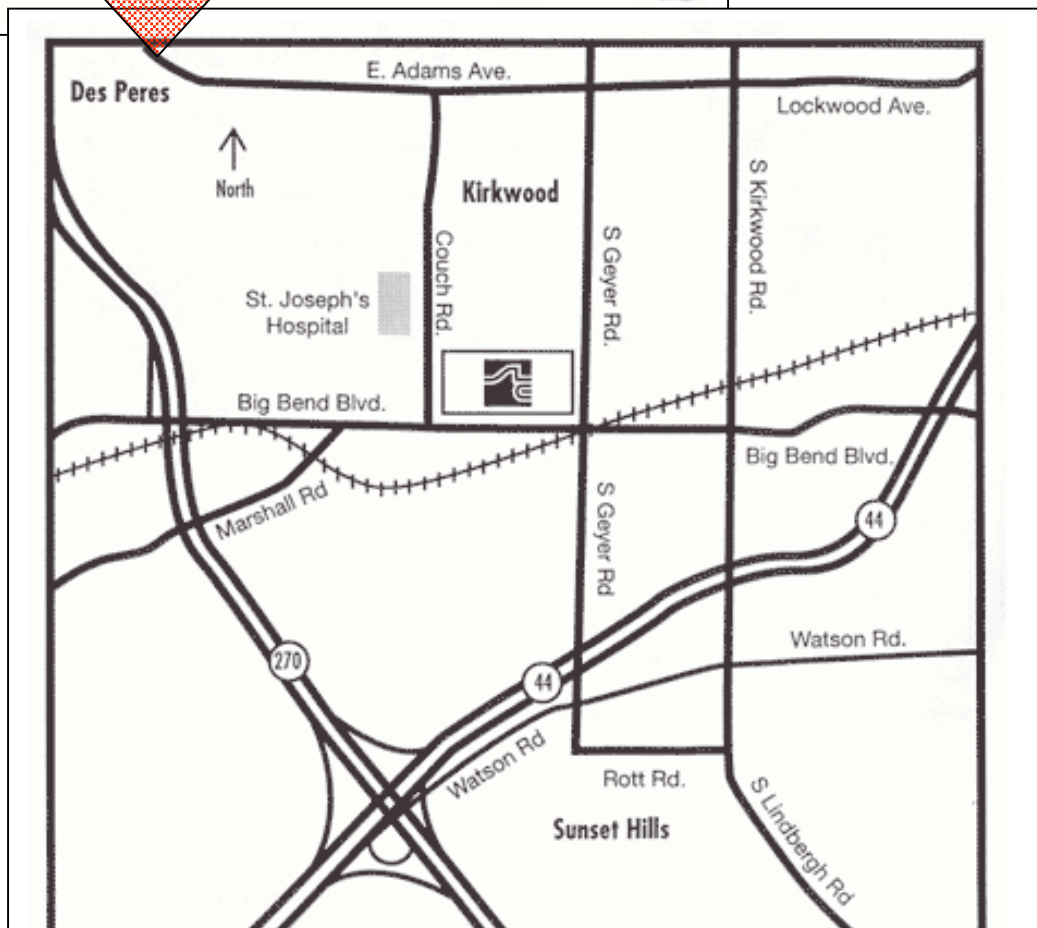 E. Adams Ave.
Des Peres
Lockwood Ave.
North
Kirkwood
S Kirkwood Rd.
S Geyer Rd.
Couch Rd.
St. Joseph's
Hospital
Big Bend Blvd.
Big Bend Blvd.
Marshall Rd
S Geyer Rd
44
Watson Rd.
270
44
Watson Rd
Rott Rd.
Sunset Hills
S Lindbergh Rd